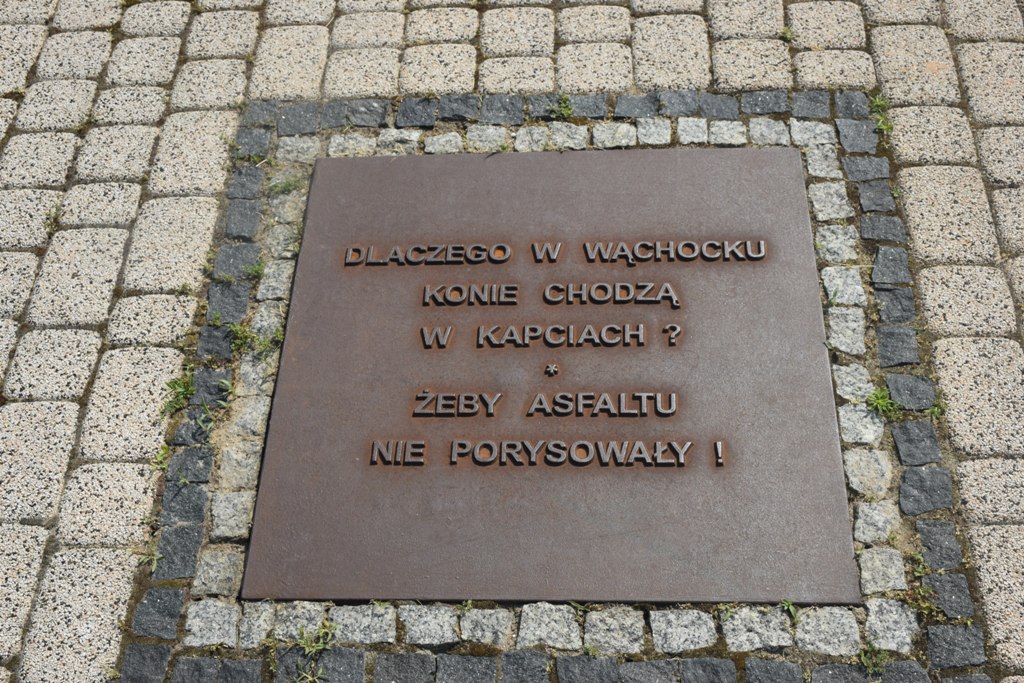 DLACZEGO W WĄCHOCKU
KONIE CHODZĄ
W KAPCIACH ?
*
ŻEBY ASFALTU
NIE PORYSOWAŁY !